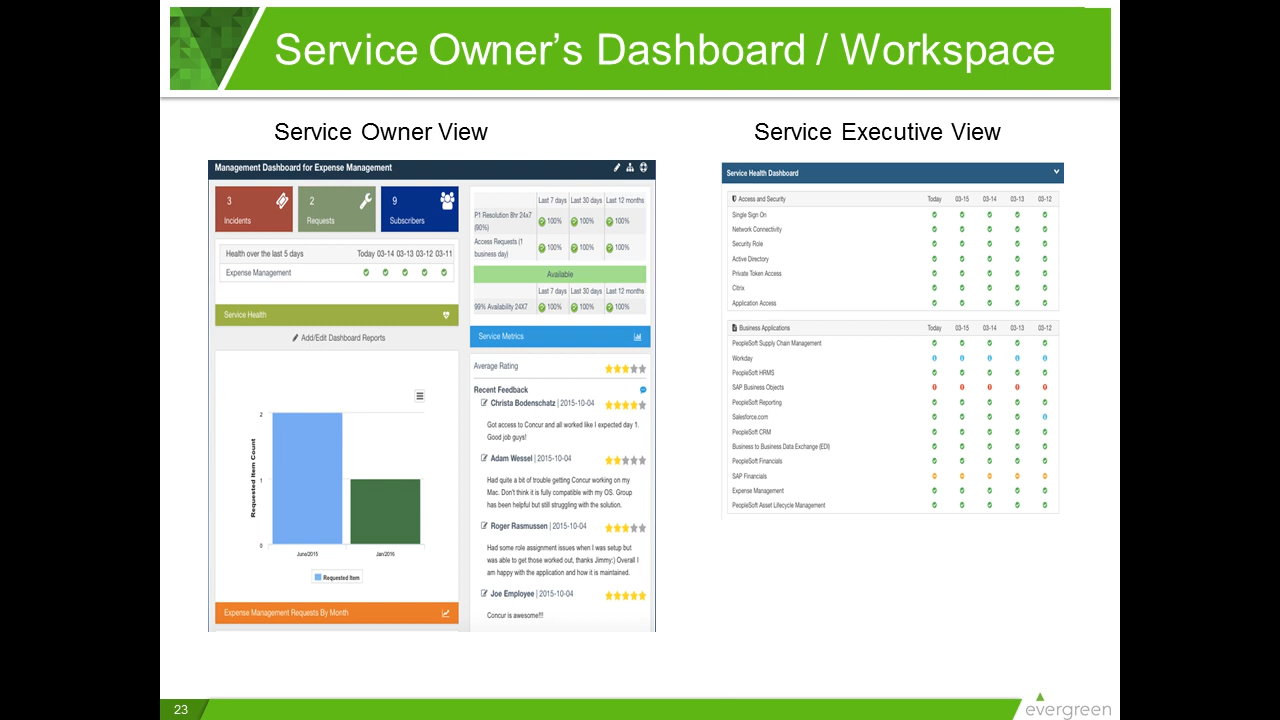 Service Owner's Dashboard / Workspace
Service Owner View
Management Dashboard for Expense Management
3
Incidents
2
Requests
9
Subscribers
Health over the last 5 days Today 03-14 03-13 03-12 03-11
Expense Management
Service Health
Add/Edit Dashboard Reports
2
1
0
Requested Item Count
June/2015 Jan/2016
Requested Item
Expense Management Requests By Month
Last 7 days Last 30 days Last 12 months
P1 Resolution 8hr 24x7
(90%)
100% 100% 100%
Access Requests (1
business day)
100% 100% 100%
Available
Last 7 days Last 30 days Last 12 months
99% Availability 24X7 100% 100% 100%
Service Metrics
Average Rating
Recent Feedback
Christa Bodenschatz | 2015-10-04
Got access to Concur and all worked like I expected day 1.
Good job guys!
Adam Wessel | 2015-10-04
Had quite a bit of trouble getting Concur working on my
Mac. Don't think it is fully compatible with my OS. Group
has been helpful but still struggling with the solution.
Roger Rasmussen | 2015-10-04
Had some role assignment issues when I was setup but
was able to get those worked out, thanks Jimmy:) Overall I
am happy with the application and how it is maintained.
Joe Employee | 2015-10-04
Concur is awesome!!!
Service Executive View
Service Health Dashboard
Access and Security Today 03-15 03-14 03-13 03-12
Single Sign On
Network Connectivity
Security Role
Active Directory
Private Token Access
Citrix
Application Access
Business Applications Today 03-15 03-14 03-13 03-12
PeopleSoft Supply Chain Management
Workday
PeopleSoft HRMS
SAP Business Objects
PeopleSoft Reporting
Salesforce.com
PeopleSoft CRM
Business to Business Data Exchange (EDI)
PeopleSoft Financials
SAP Financials
Expense Management
PeopleSoft Asset Lifecycle Management
23
evergreen